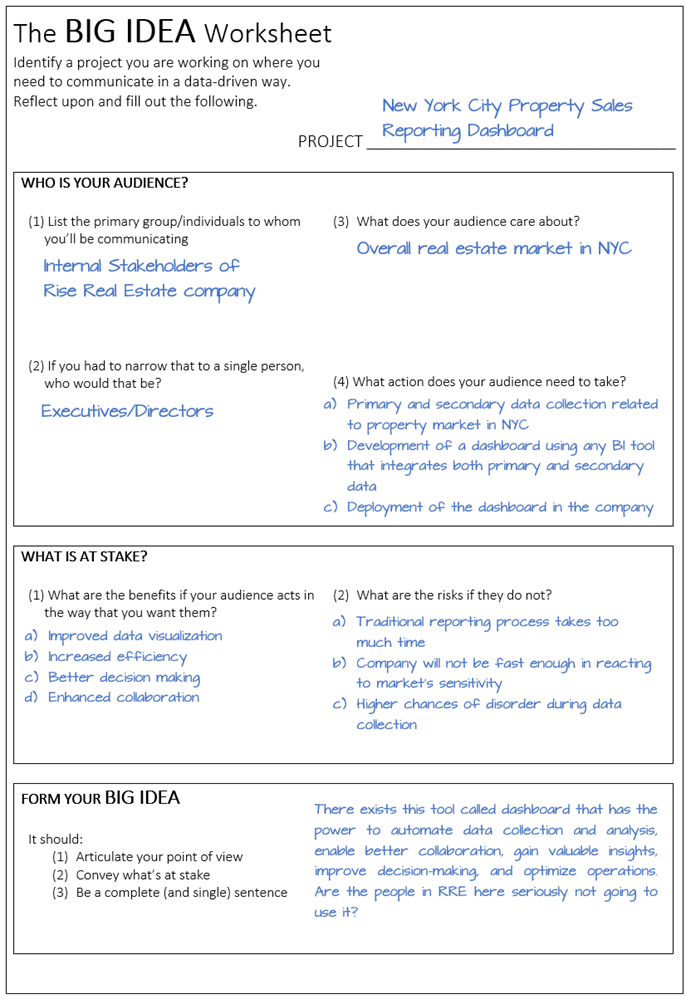 The BIG IDEA Worksheet
Identify a project you are working on where you
need to communicate in a data-driven way.
Reflect upon and fill out the following.
New York City Property Sales
Reporting Dashboard
PROJECT
WHO IS YOUR AUDIENCE?
(1) List the primary group/individuals to whom
you'll be communicating
Internal Stakeholders of
Rise Real Estate company
(2) If you had to narrow that to a single person,
who would that be?
Executives/Directors
(3) What does your audience care about?
Overall real estate market in NYC
(4) What action does your audience need to take?
a) Primary and secondary data collection related
to property market in NYC
b) Development of a dashboard using any BI tool
that integrates both primary and secondary
data
c) Deployment of the dashboard in the company
WHAT IS AT STAKE?
(1) What are the benefits if your audience acts in
the way that you want them?
a) Improved data visualization
b) Increased efficiency
c) Better decision making
d) Enhanced collaboration
(2) What are the risks if they do not?
a) Traditional reporting process takes too
much time
b) Company will not be fast enough in reacting
to market's sensitivity
c) Higher chances of disorder during data
collection
FORM YOUR BIG IDEA
It should:
(1) Articulate your point of view
(2) Convey what's at stake
(3) Be a complete (and single) sentence
There exists this tool called dashboard that has the
power to automate data collection and analysis,
enable better collaboration, gain valuable insights,
improve decision-making, and optimize operations.
Are the people in RRE here seriously not going to
use it?